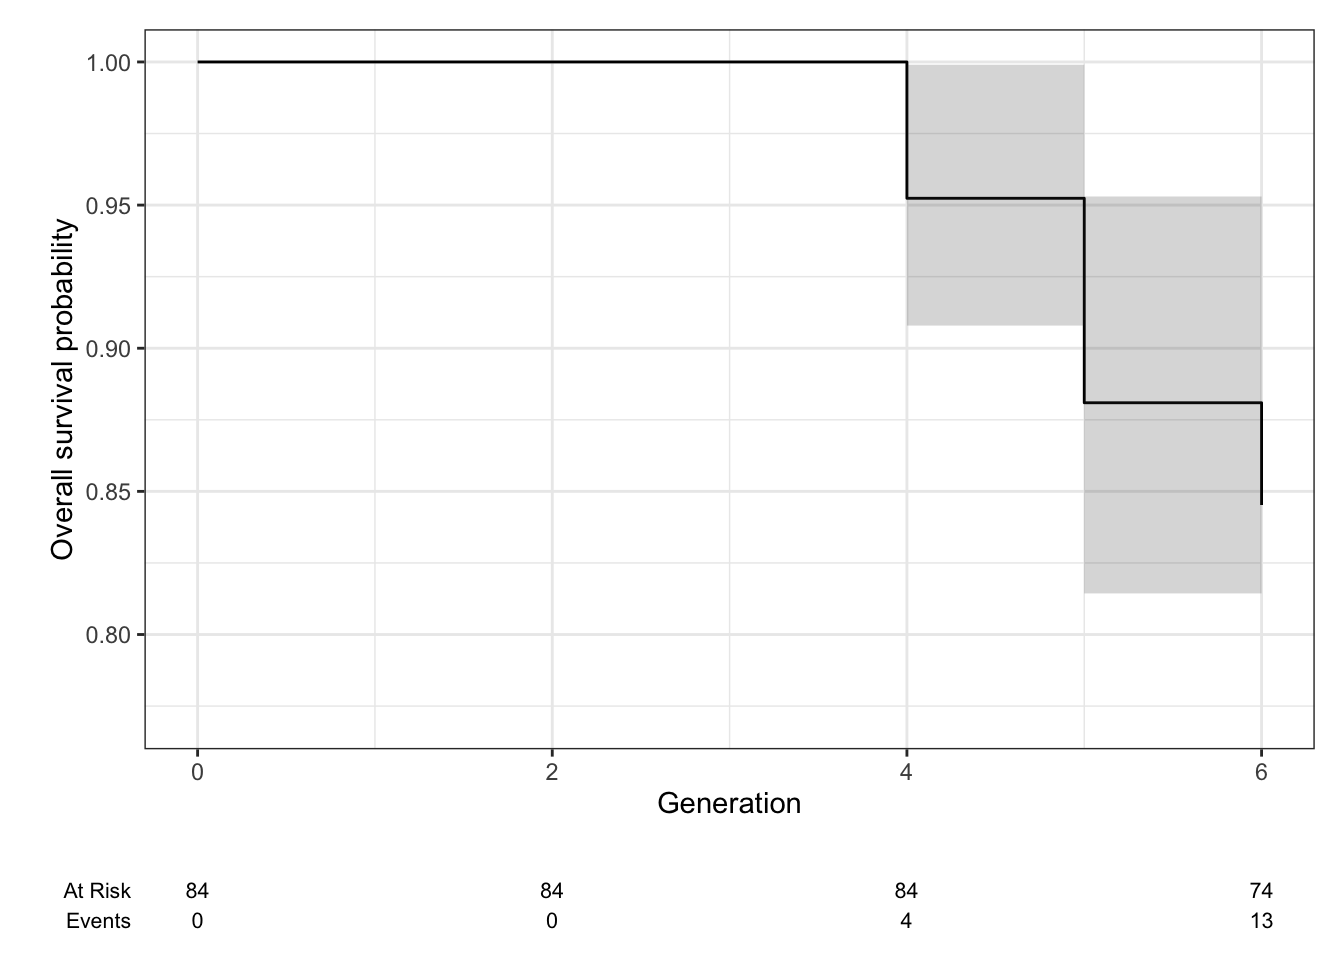 1.00
0.95
0.90
0.85
0.80
Overall survival probability
0 2 4 6
Generation
At Risk 84 84 84 74
Events 0 0 4 13